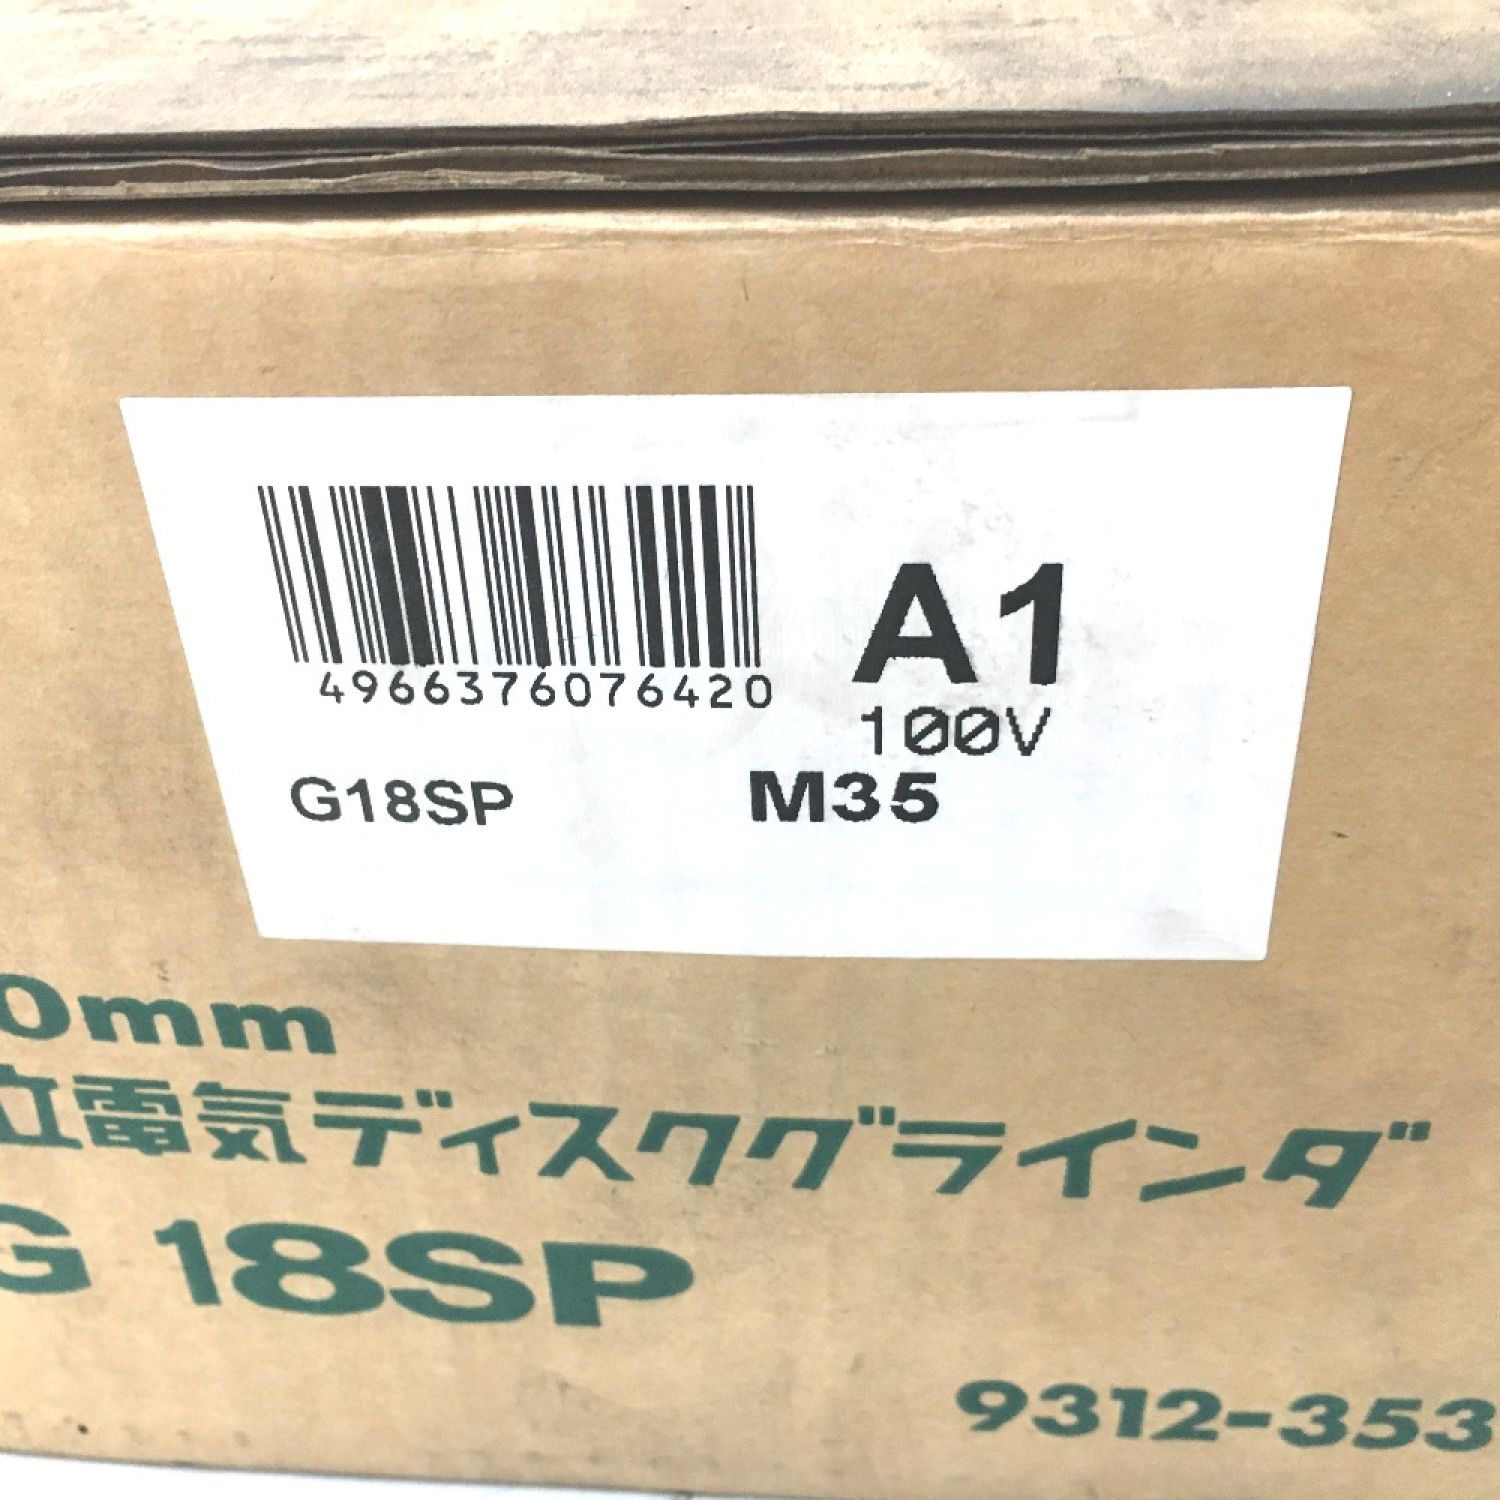 4966376076420
A1
100V
G18SP M35
0mm
立電気ディスクグラインダ
G 18SP
9312-353